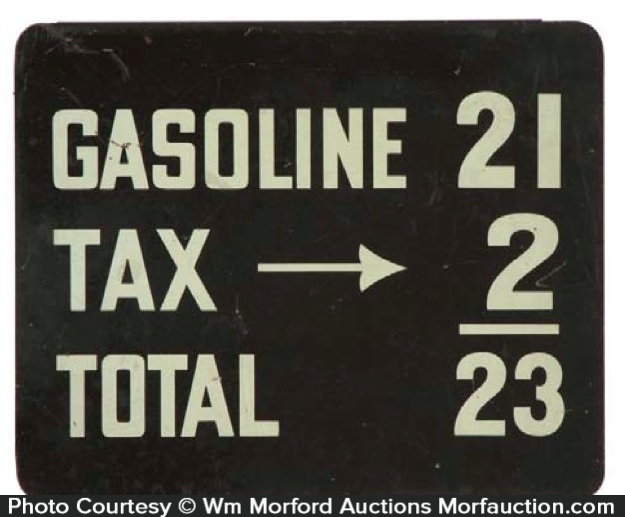 GASOLINE 21
TAX → 2
TOTAL 23
Photo Courtesy © Wm Morford Auctions Morfauction.com